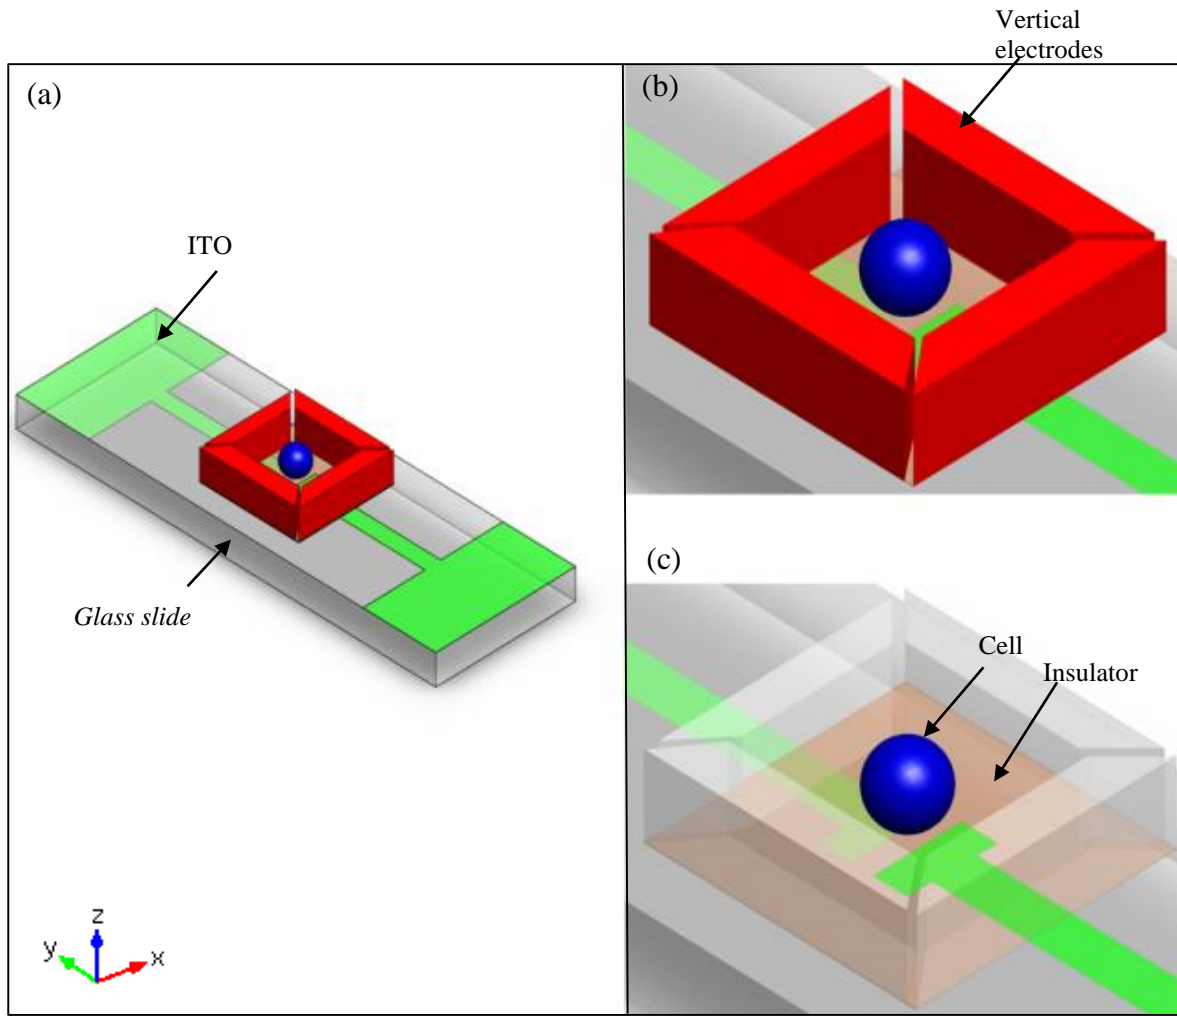 Vertical
electrodes
(a)
(b)
ITO
Glass slide
(c)
Cell
Insulator
z
y
x